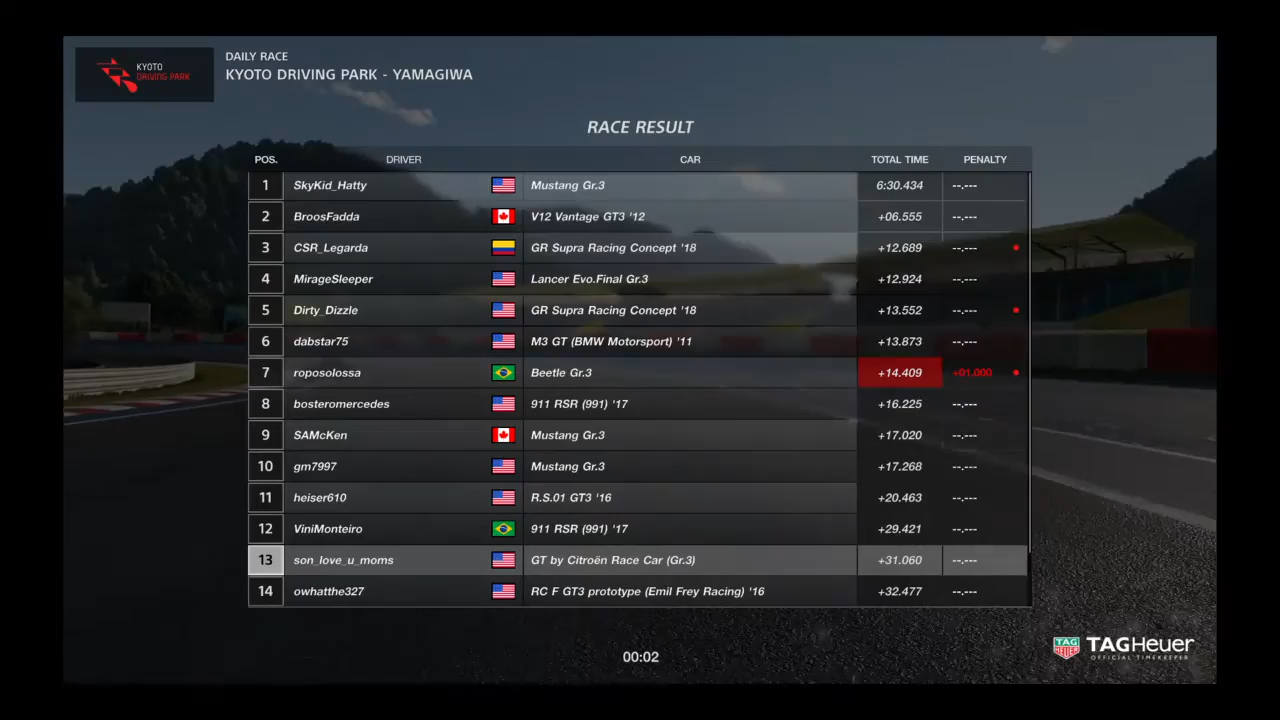 KYOTO
DRIVING PARK
DAILY RACE
KYOTO DRIVING PARK - YAMAGIWA
RACE RESULT
POS. DRIVER CAR TOTAL TIME PENALTY
1 SkyKid_Hatty Mustang Gr.3 6:30.434 --.---
2 BroosFadda V12 Vantage GT3 '12 +06.555 --.---
3 CSR_Legarda GR Supra Racing Concept '18 +12.689 --.---
4 MirageSleeper Lancer Evo.Final Gr.3 +12.924 --.---
5 Dirty_Dizzle GR Supra Racing Concept '18 +13.552 --.---
6 dabstar75 M3 GT (BMW Motorsport) '11 +13.873 --.---
7 roposolossa Beetle Gr.3 +14.409 +01.000
8 bosteromercedes 911 RSR (991) '17 +16.225 --.---
9 SAMcKen Mustang Gr.3 +17.020 --.---
10 gm7997 Mustang Gr.3 +17.268 --.---
11 heiser610 R.S.01 GT3 '16 +20.463 --.---
12 ViniMonteiro 911 RSR (991) '17 +29.421 --.---
13 son_love_u_moms GT by Citroën Race Car (Gr.3) +31.060 --.---
14 owhatthe327 RC F GT3 prototype (Emil Frey Racing) '16 +32.477 --.---
00:02
TAG HEUER
TAGHeuer
OFFICIAL TIMEKEEPER